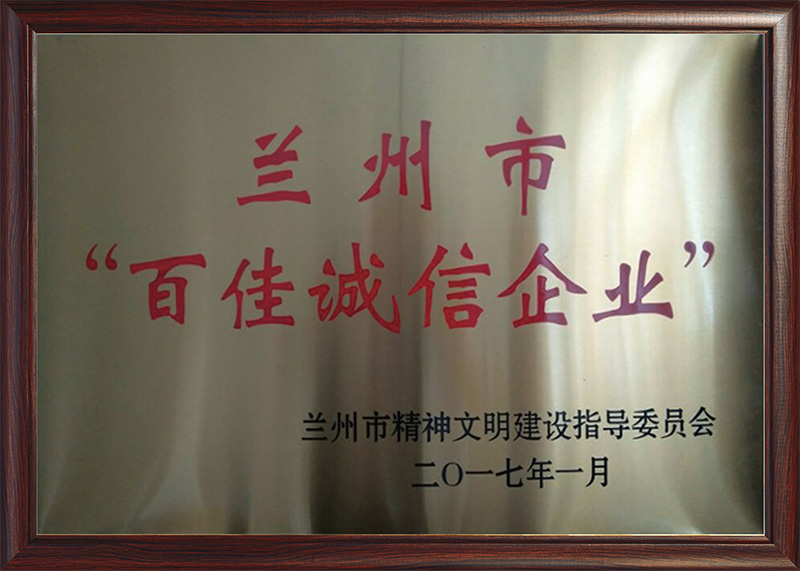 兰州市
“百佳诚信企业”
兰州市精神文明建设指导委员会
二〇一七年一月